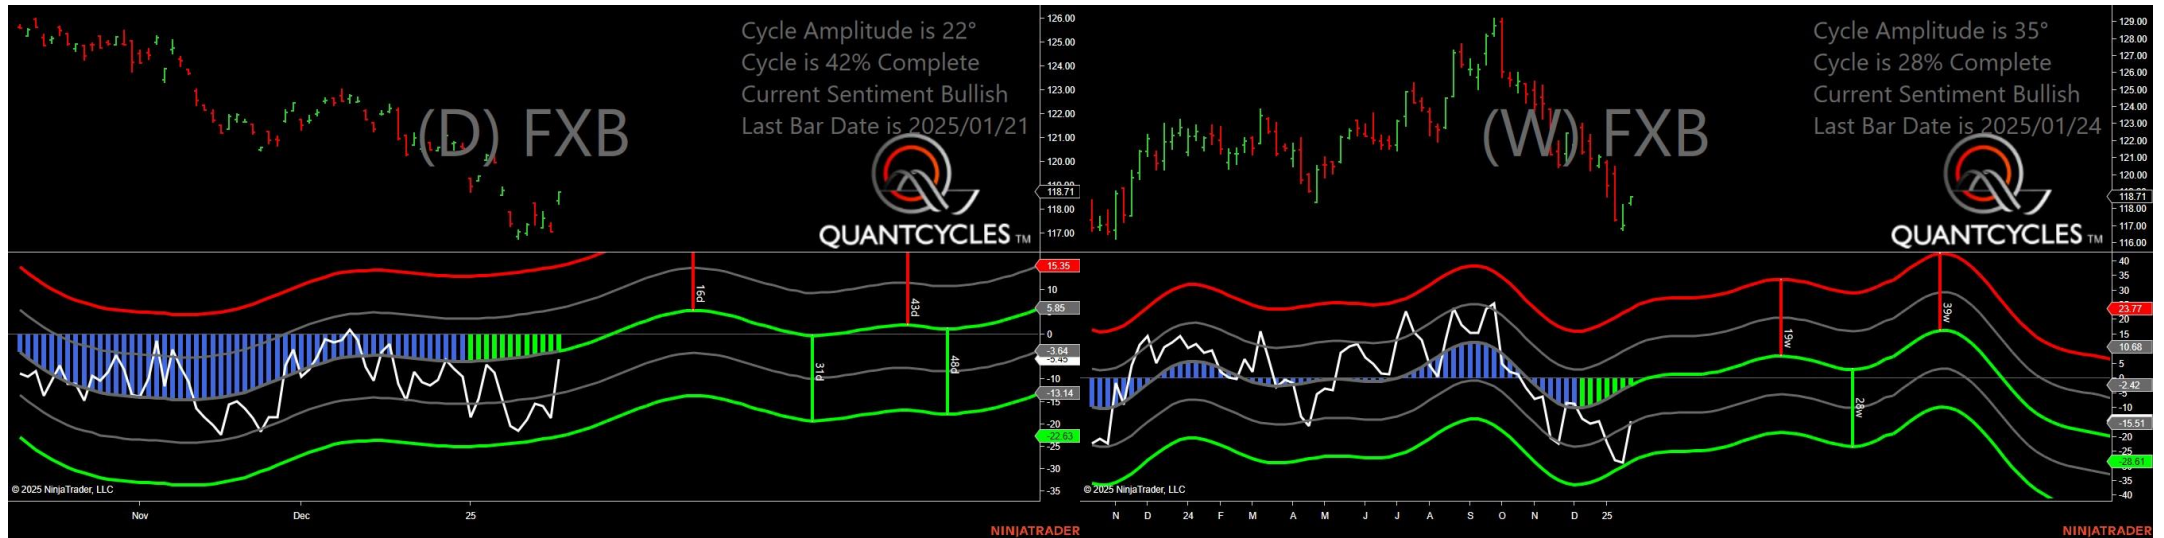 Cycle Amplitude is 22°
Cycle is 42% Complete
Current Sentiment Bullish
Last Bar Date is 2025/01/21
(D) FXB
QUANTCYCLES TM
126.00
125.00
124.00
123.00
122.00
121.00
120.00
118.71
118.00
117.00
15.35
10
5.85
0
-3.64
-10
-13.14
-15
-20
-22.63
-25
-30
-35
16d
43d
31d
48d
© 2025 NinjaTrader, LLC
Nov
Dec
25
NINJATRADER
Cycle Amplitude is 35°
Cycle is 28% Complete
Current Sentiment Bullish
Last Bar Date is 2025/01/24
(W) FXB
QUANTCYCLES TM
129.00
128.00
127.00
126.00
125.00
124.00
123.00
122.00
121.00
120.00
118.71
118.00
117.00
116.00
40
35
30
23.77
20
15
10.68
5
0
-2.42
-5
-10
-15.51
-20
-25
-28.61
-35
-40
19w
39w
28w
© 2025 NinjaTrader, LLC
N D 24 F M A M J J A S O N D 25
NINJATRADER